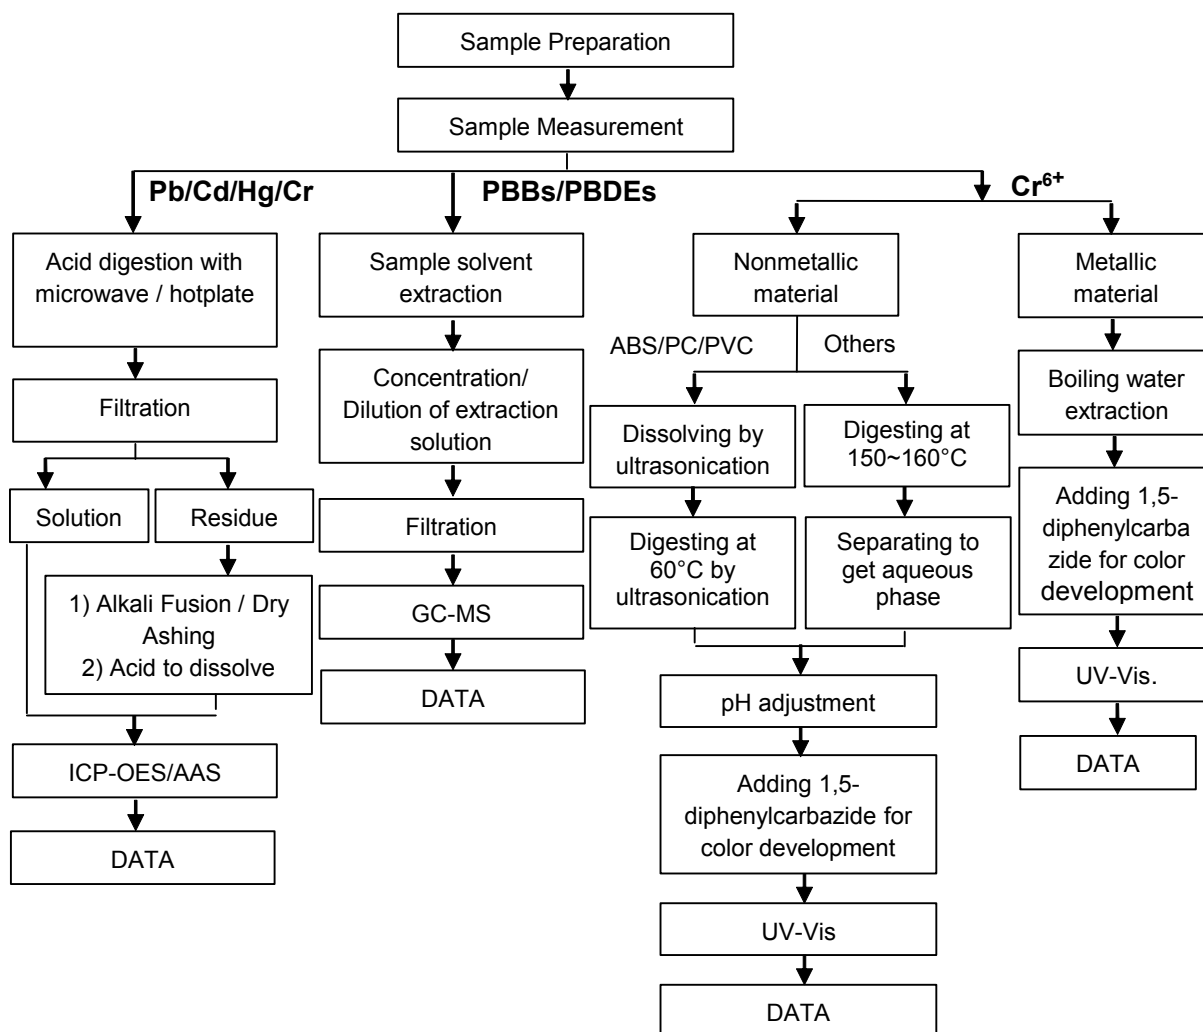 Sample Preparation
Sample Measurement
Pb/Cd/Hg/Cr
PBBs/PBDEs
Cr⁶⁺
Acid digestion with
microwave / hotplate
Sample solvent
extraction
Nonmetallic
material
Metallic
material
ABS/PC/PVC
Others
Filtration
Concentration/
Dilution of extraction
solution
Dissolving by
ultrasonication
Digesting at
150~160°C
Boiling water
extraction
Solution
Residue
Filtration
Digesting at
60°C by
ultrasonication
Separating to
get aqueous
phase
Adding 1,5-
diphenylcarba
zide for color
development
1) Alkali Fusion / Dry
Ashing
2) Acid to dissolve
GC-MS
DATA
pH adjustment
UV-Vis.
DATA
ICP-OES/AAS
DATA
Adding 1,5-
diphenylcarbazide for
color development
UV-Vis
DATA